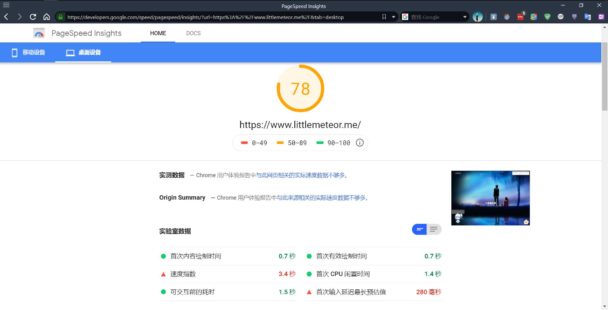 PageSpeed Insights
https://developers.google.com/speed/pagespeed/insights/?url=https%3A%2F%2Fwww.littlemeteor.me%2F&tab=desktop
查找 Google
PageSpeed Insights
HOME
DOCS
移动设备
桌面设备
78
https://www.littlemeteor.me/
0–49
50–89
90–100
实测数据 — Chrome 用户体验报告中与此网页相关的实际速度数据不够多。
Origin Summary — Chrome 用户体验报告中与此来源相关的实际速度数据不够多。
实验室数据
首次内容绘制时间 0.7 秒
首次有效绘制时间 0.7 秒
速度指数 3.4 秒
首次 CPU 闲置时间 1.4 秒
可交互前的耗时 1.5 秒
首次输入延迟最长预估值 280 毫秒